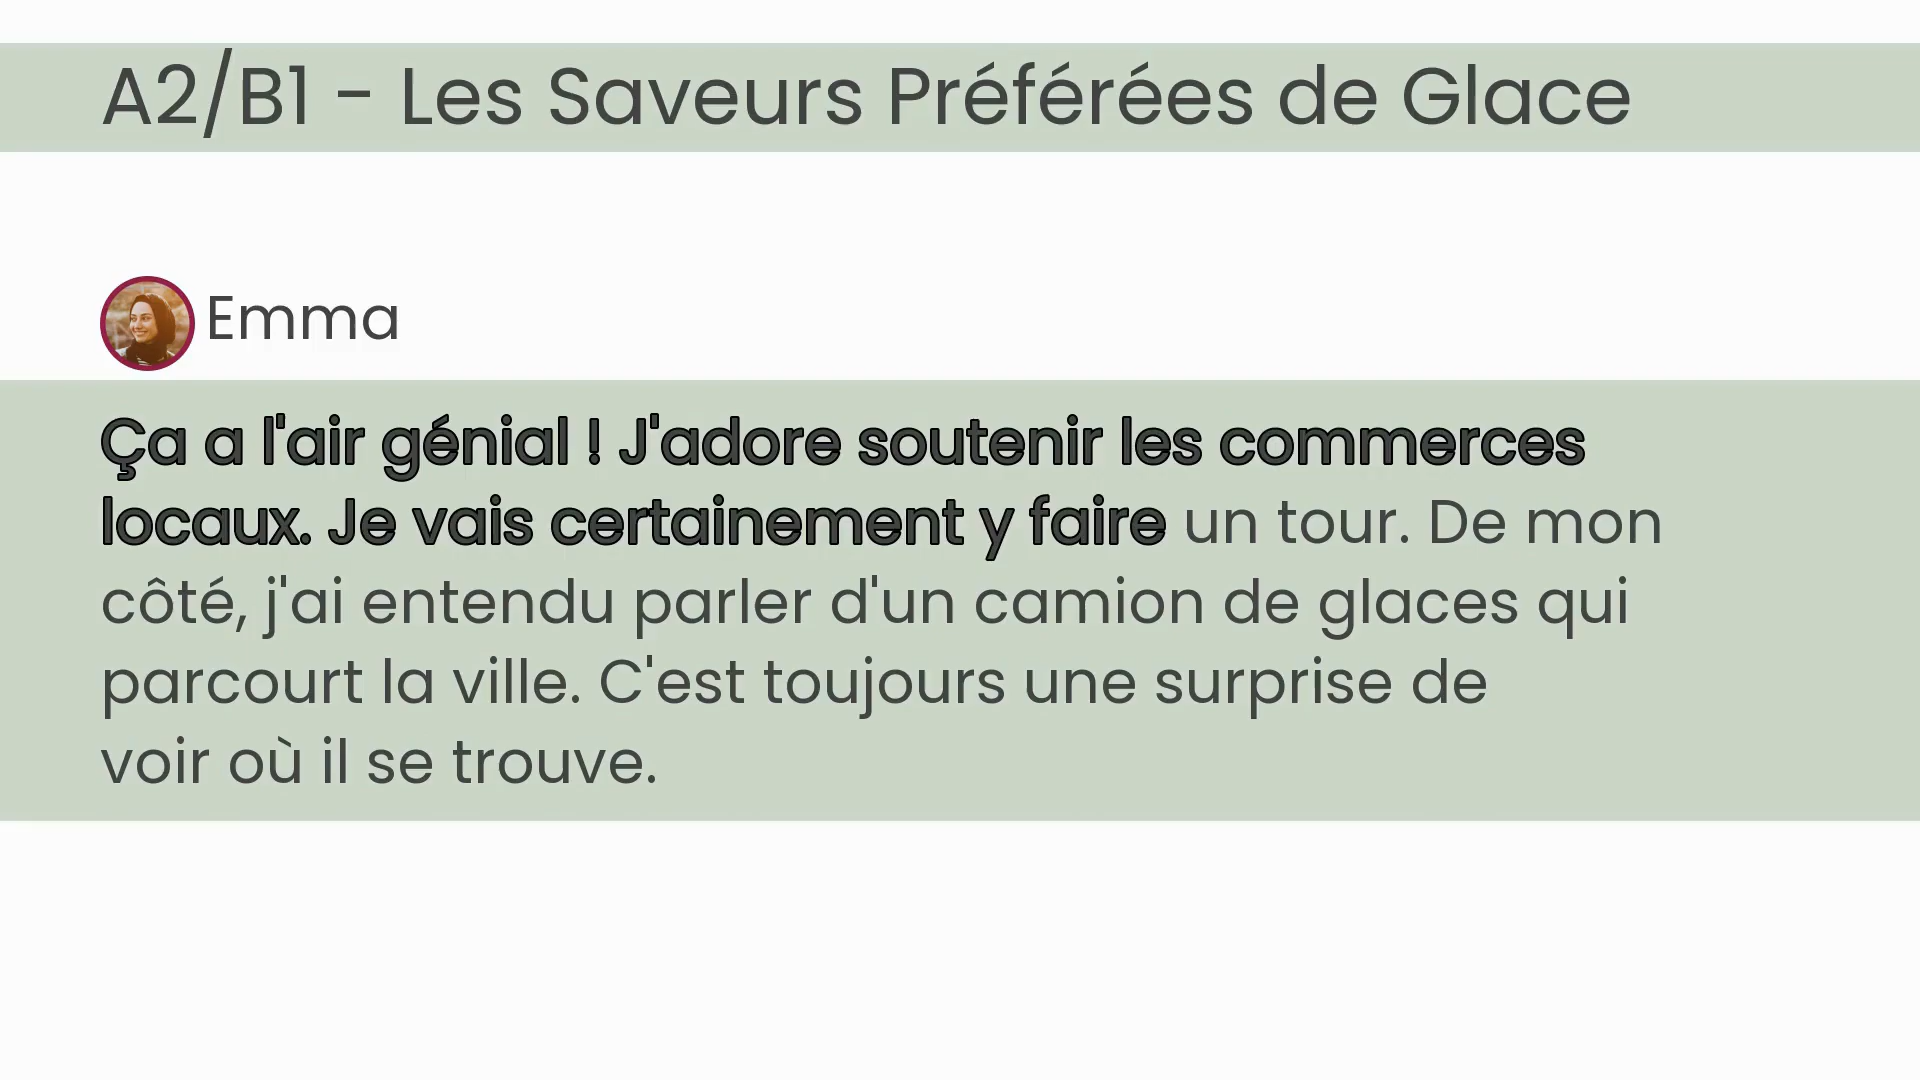 A2/B1 - Les Saveurs Préférées de Glace
Emma
Ça a l'air génial ! J'adore soutenir les commerces
locaux. Je vais certainement y faire un tour. De mon
côté, j'ai entendu parler d'un camion de glaces qui
parcourt la ville. C'est toujours une surprise de
voir où il se trouve.